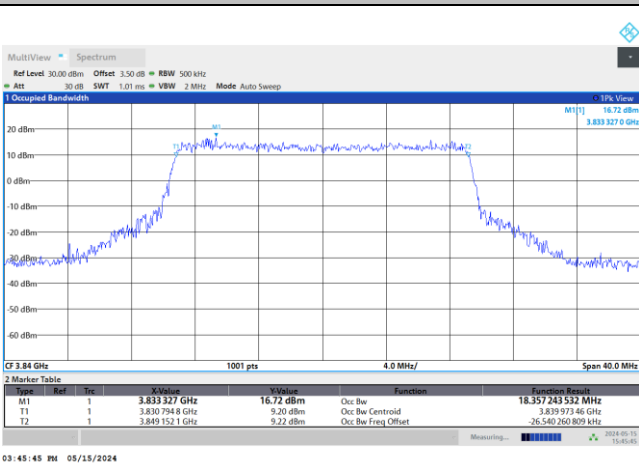 MultiView Spectrum
Ref Level 30.00 dBm Offset 3.50 dB RBW 500 kHz
Att 30 dB SWT 1.01 ms VBW 2 MHz Mode Auto Sweep
1 Occupied Bandwidth 1Pk View
M1[1] 16.72 dBm
3.833 327 0 GHz
20 dBm
M1
T1 T2
10 dBm
0 dBm
-10 dBm
-20 dBm
-30 dBm
-40 dBm
-60 dBm
CF 3.84 GHz 1001 pts 4.0 MHz/ Span 40.0 MHz
2 Marker Table
Type Ref Trc X-Value Y-Value Function Function Result
M1 1 3.833 327 GHz 16.72 dBm Occ Bw 18.357 243 532 MHz
T1 1 3.830 794 8 GHz 9.20 dBm Occ Bw Centroid 3.839 973 46 GHz
T2 1 3.849 152 1 GHz 9.22 dBm Occ Bw Freq Offset -26.540 260 809 kHz
Measuring... 2024-05-15
15:45:45
03:45:45 PM 05/15/2024